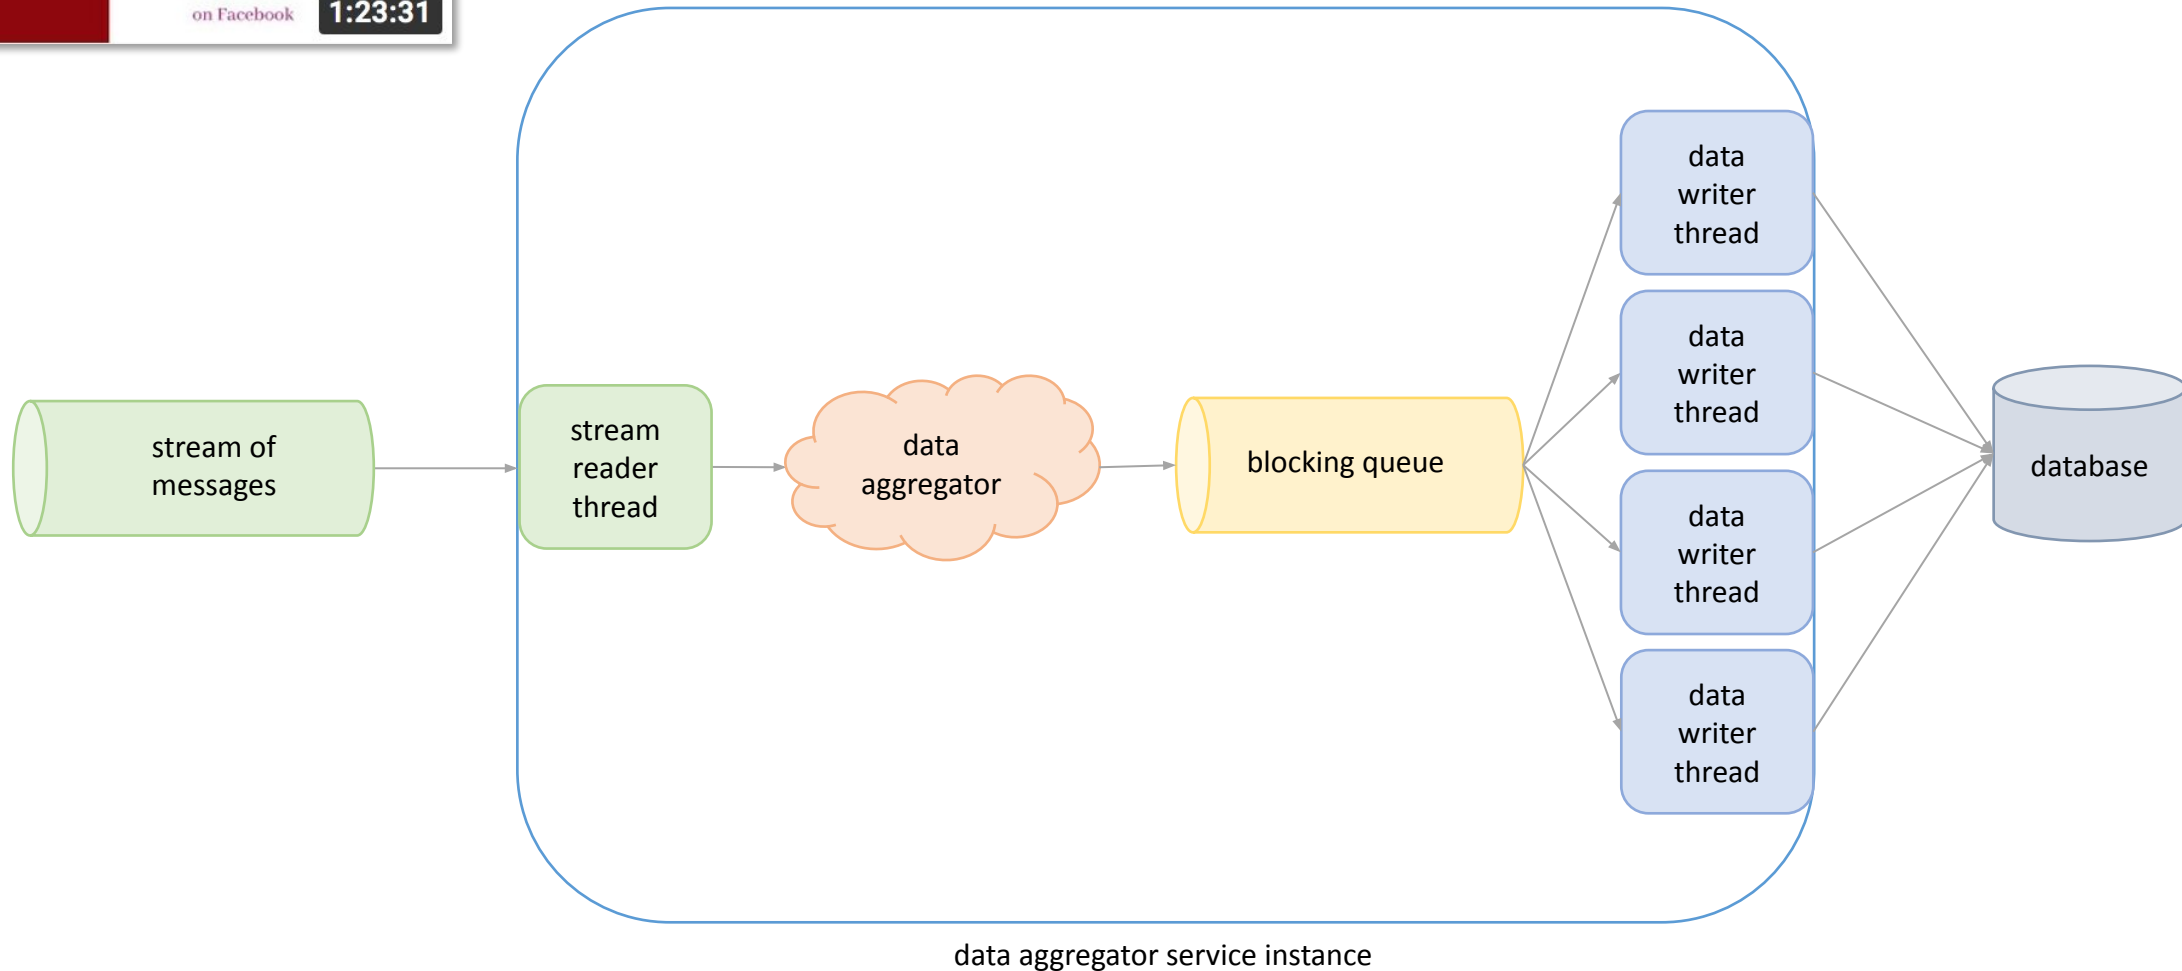 on Facebook
1:23:31
data
writer
thread
data
writer
thread
stream of
messages
stream
reader
thread
data
aggregator
blocking queue
data
writer
thread
data
writer
thread
database
data aggregator service instance